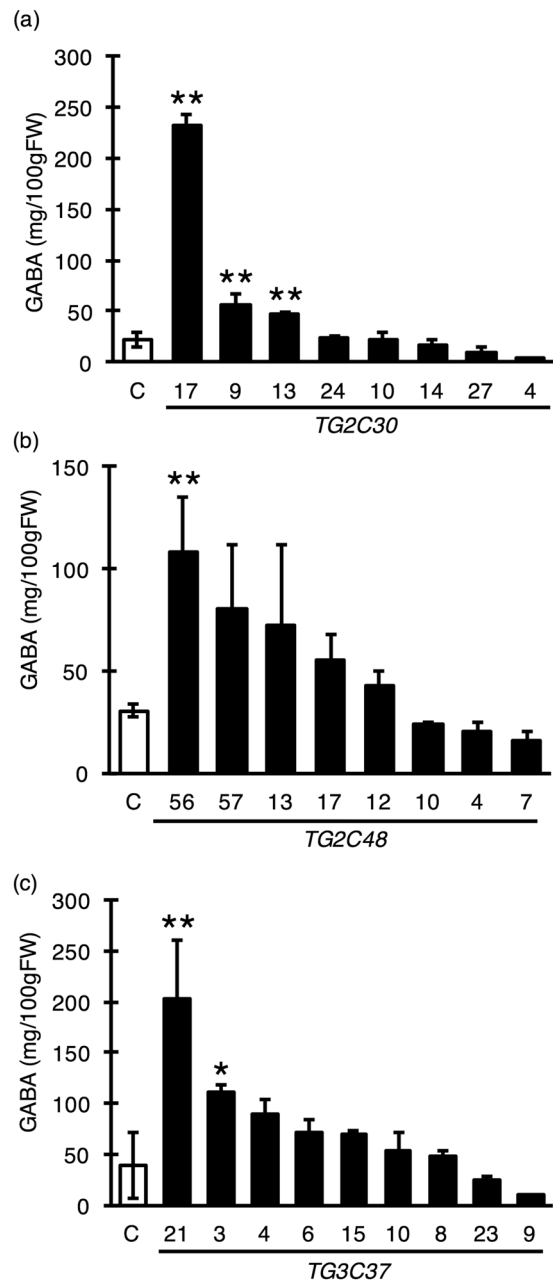 (a)
300
250
200
150
100
50
0
GABA (mg/100gFW)
** ** **
C 17 9 13 24 10 14 27 4
TG2C30
(b)
150
100
50
0
GABA (mg/100gFW)
**
C 56 57 13 17 12 10 4 7
TG2C48
(c)
300
250
200
150
100
50
0
GABA (mg/100gFW)
** *
C 21 3 4 6 15 10 8 23 9
TG3C37